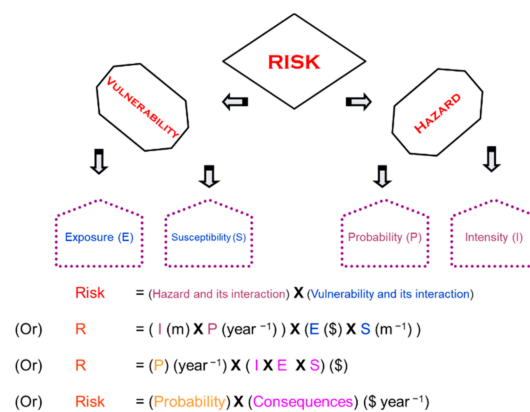 RISK
VULNERABILITY
HAZARD
Exposure (E)
Susceptibility (S)
Probability (P)
Intensity (I)
Risk = (Hazard and its interaction) X (Vulnerability and its interaction)
(Or) R = ( I (m) X P (year⁻¹) ) X ( E ($) X S (m⁻¹) )
(Or) R = (P) (year⁻¹) X ( I X E X S) ($)
(Or) Risk = (Probability) X (Consequences) ($ year⁻¹)